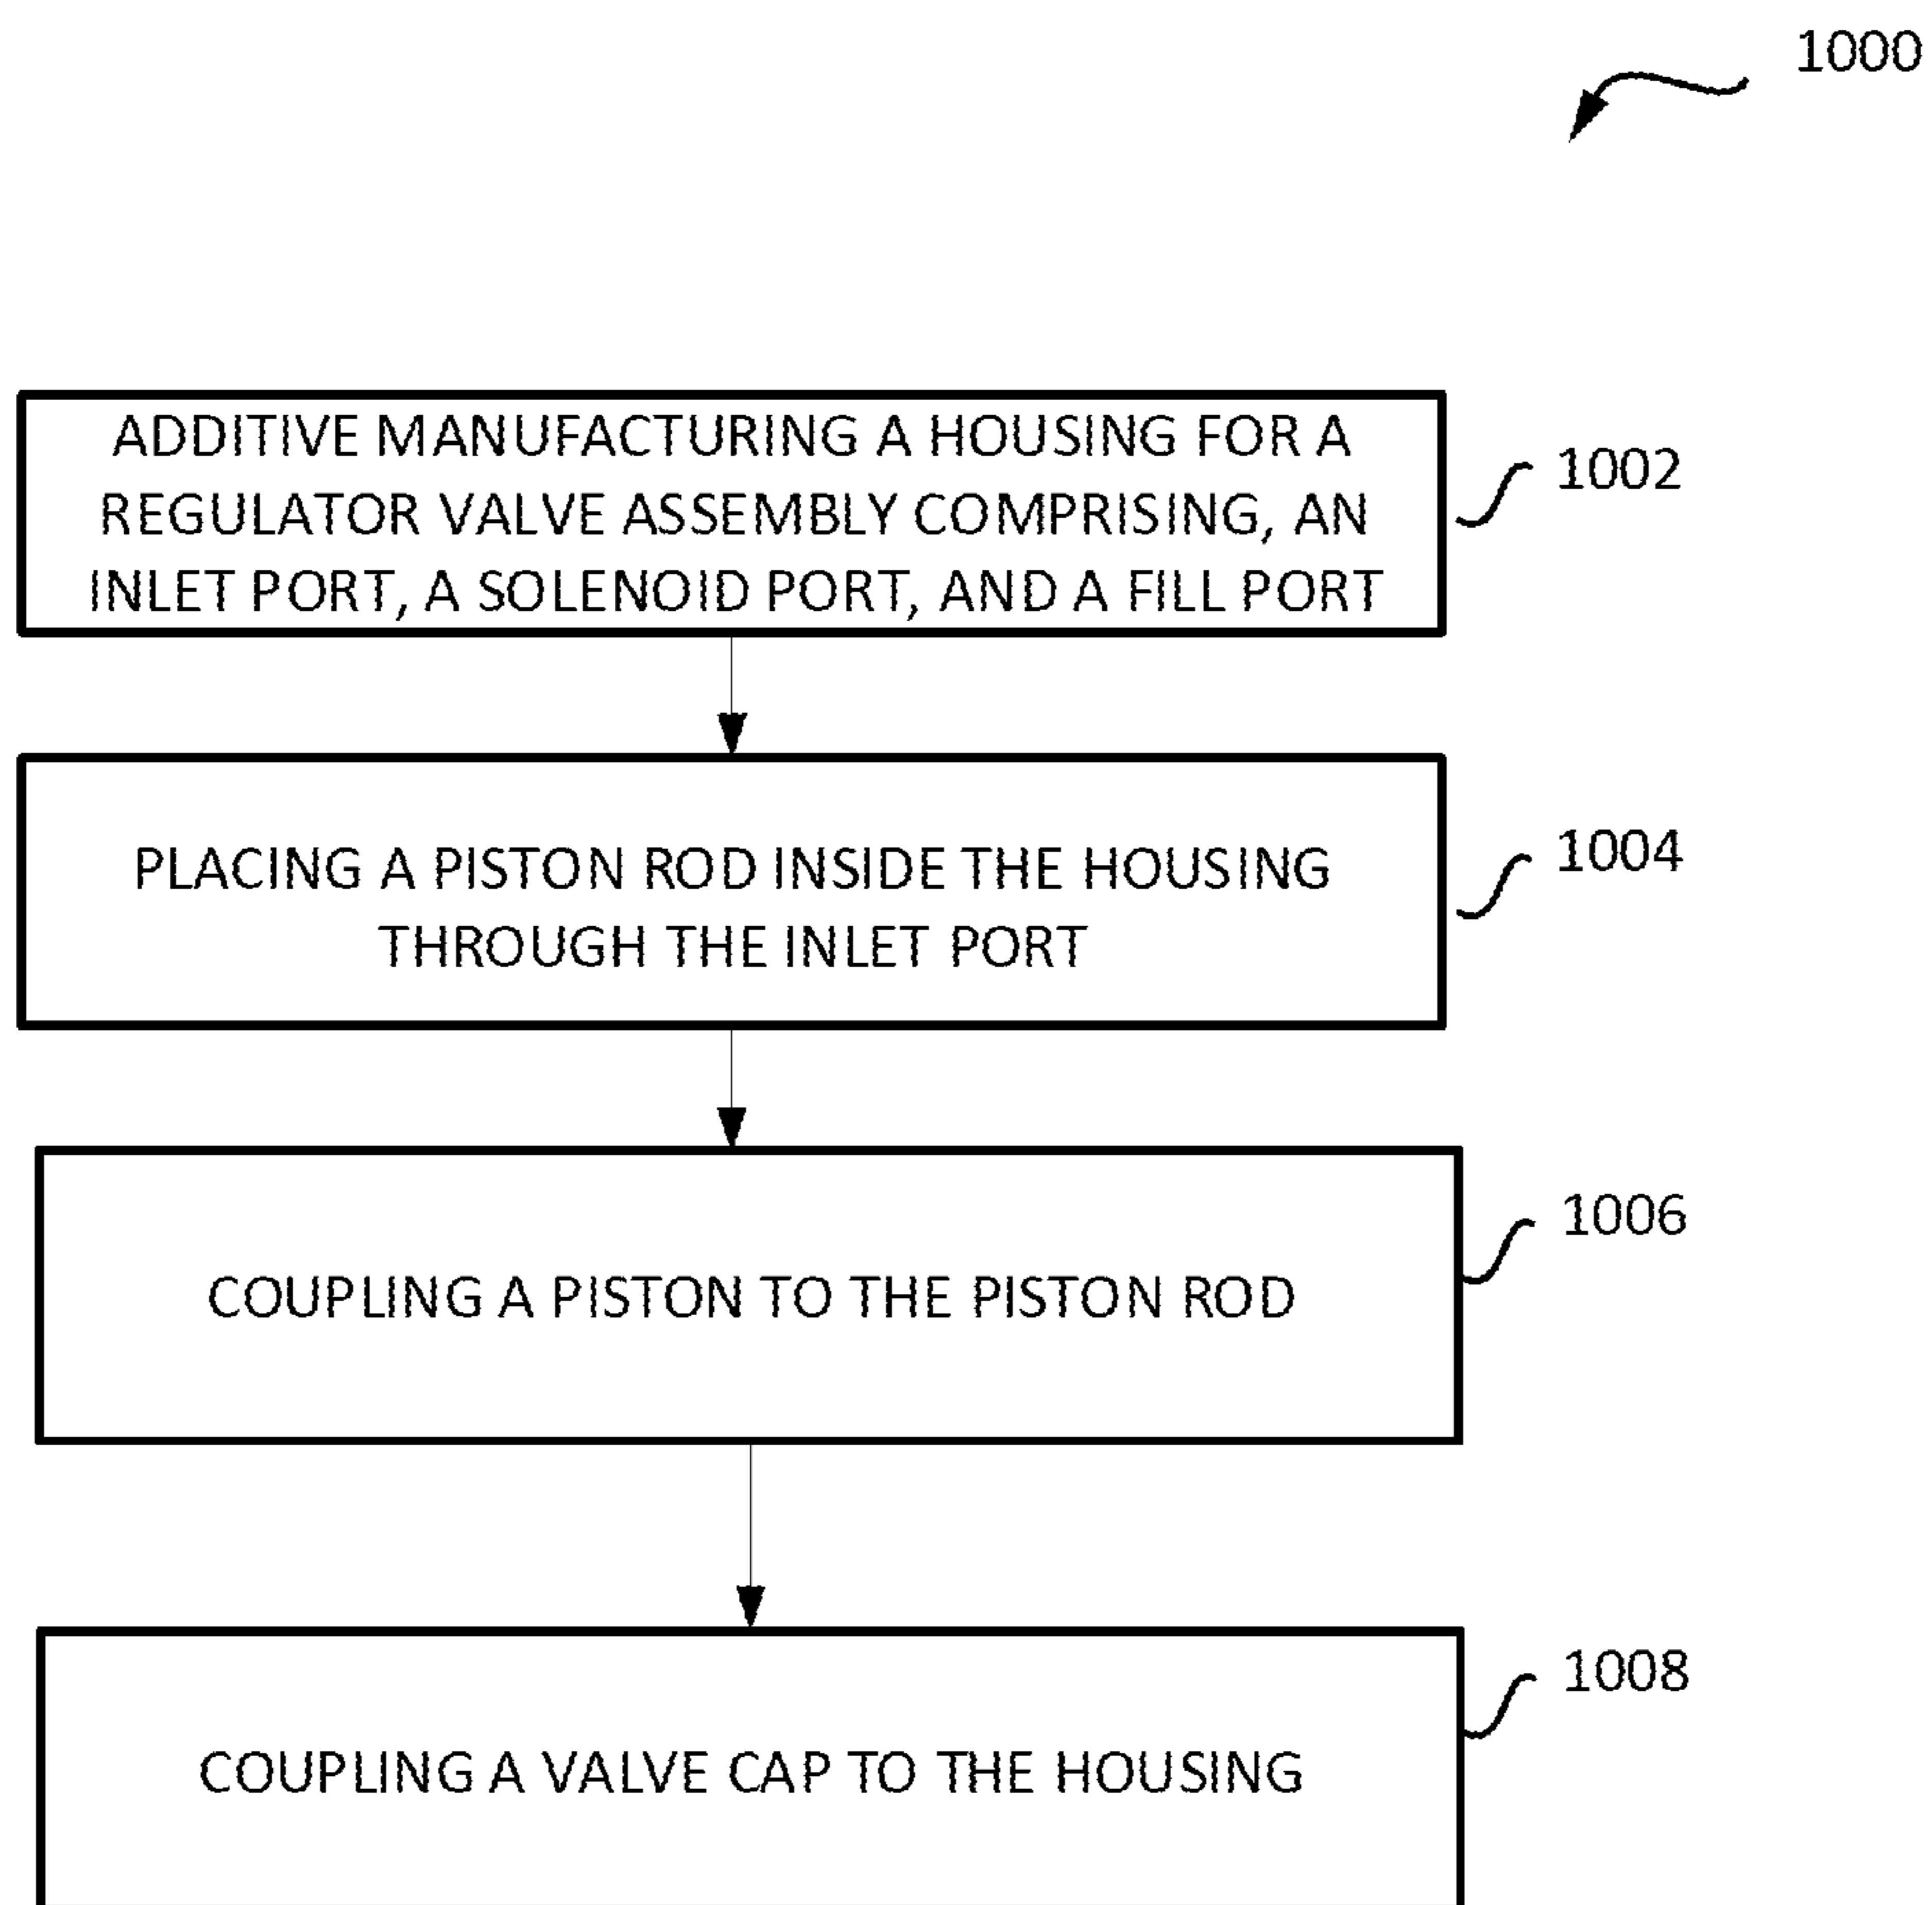 1000
ADDITIVE MANUFACTURING A HOUSING FOR A
REGULATOR VALVE ASSEMBLY COMPRISING, AN
INLET PORT, A SOLENOID PORT, AND A FILL PORT
1002
PLACING A PISTON ROD INSIDE THE HOUSING
THROUGH THE INLET PORT
1004
COUPLING A PISTON TO THE PISTON ROD
1006
COUPLING A VALVE CAP TO THE HOUSING
1008